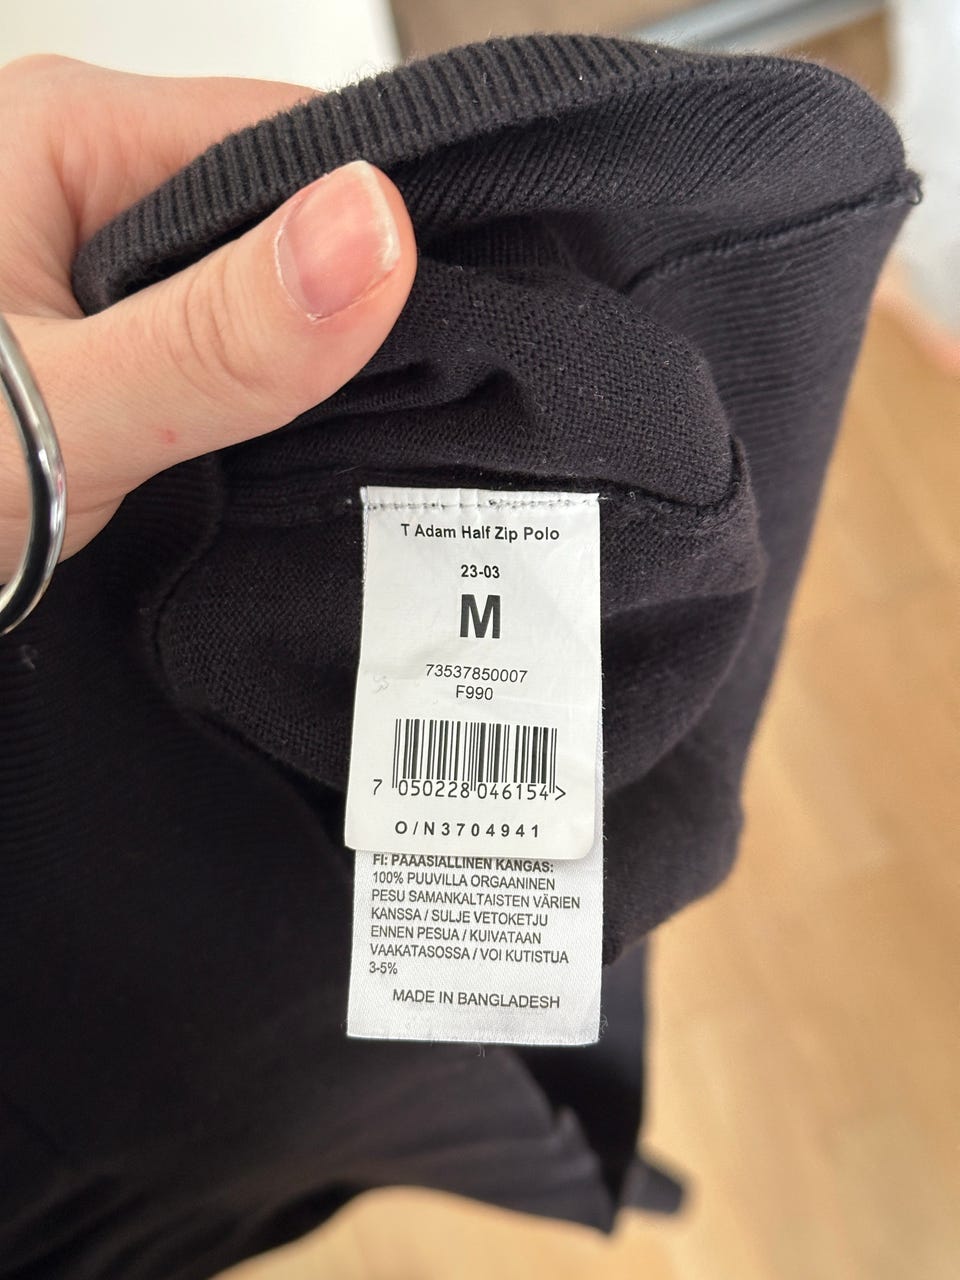 T Adam Half Zip Polo
23-03
M
73537850007
F990
7 050228 046154 >
O/N3704941
FI: PÄÄASIALLINEN KANGAS:
100% PUUVILLA ORGAANINEN
PESU SAMANKALTAISTEN VÄRIEN
KANSSA / SULJE VETOKETJU
ENNEN PESUA / KUIVATAAN
VAAKATASOSSA / VOI KUTISTUA
3-5%
MADE IN BANGLADESH